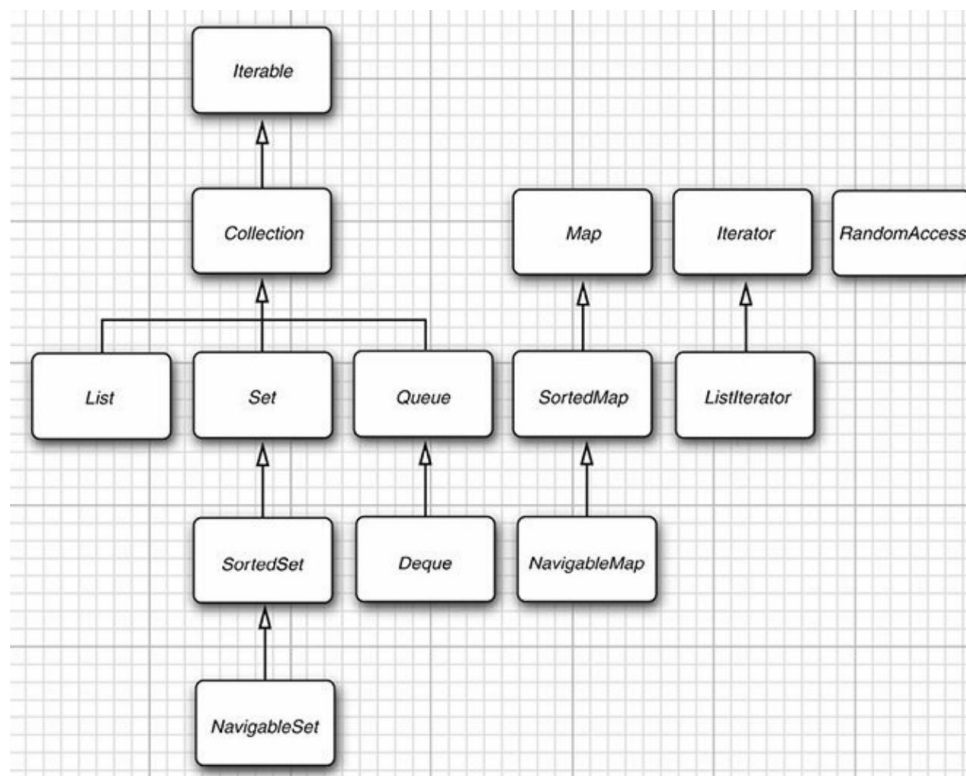 Iterable
Collection
Map
Iterator
RandomAccess
List
Set
Queue
SortedMap
ListIterator
SortedSet
Deque
NavigableMap
NavigableSet